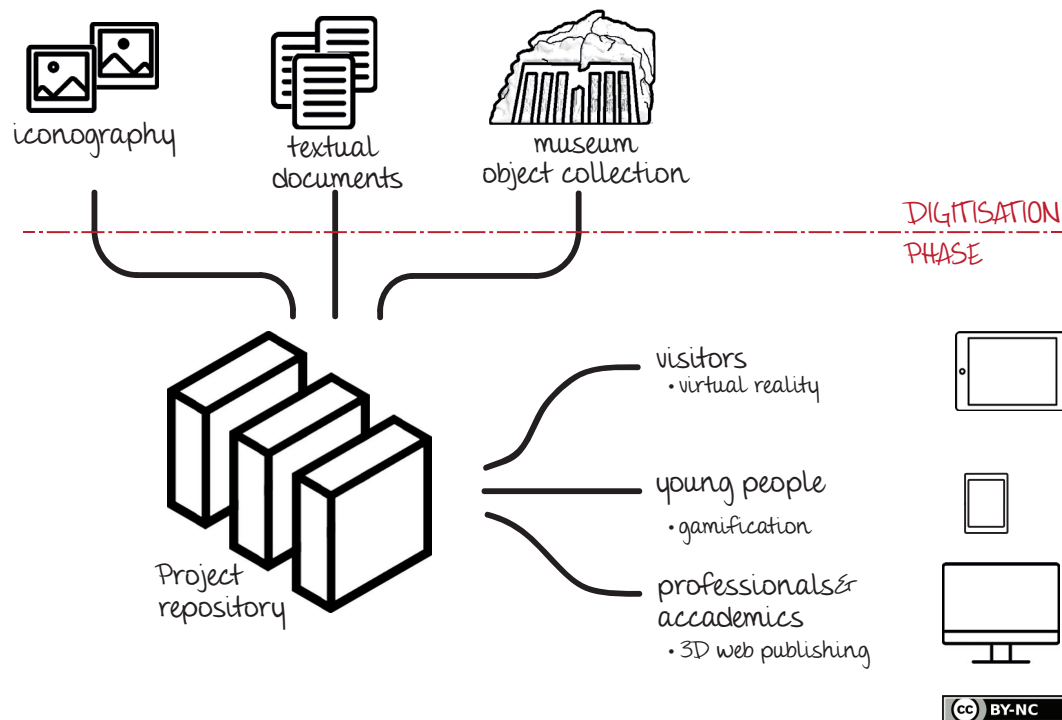 iconography
textual
documents
museum
object collection
DIGITISATION
PHASE
visitors
• virtual reality
young people
• gamification
Project
repository
professionals&
accademics
• 3D web publishing
cc BY-NC